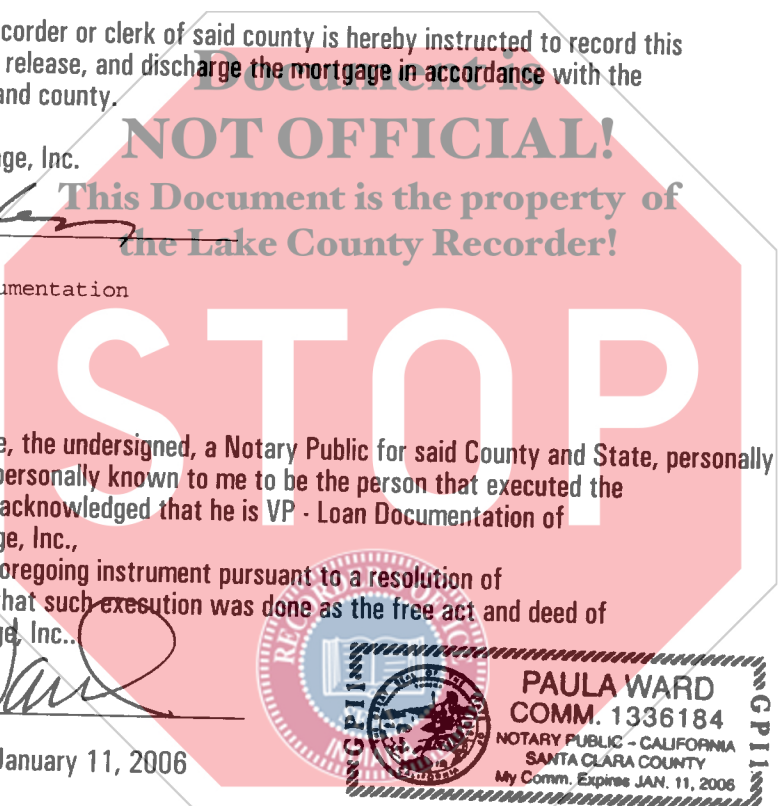 corder or clerk of said county is hereby instructed to record this
release, and discharge the mortgage in accordance with the
and county.
Document is
NOT OFFICIAL!
This Document is the property of
the Lake County Recorder!
ge, Inc.
umentation
STOP
e, the undersigned, a Notary Public for said County and State, personally
personally known to me to be the person that executed the
acknowledged that he is VP - Loan Documentation of
ge, Inc.,
oregoing instrument pursuant to a resolution of
hat such execution was done as the free act and deed of
ge, Inc..
January 11, 2006
PAULA WARD
COMM. 1336184
NOTARY PUBLIC - CALIFORNIA
SANTA CLARA COUNTY
My Comm. Expires JAN. 11, 2006
GPI1
GPI1